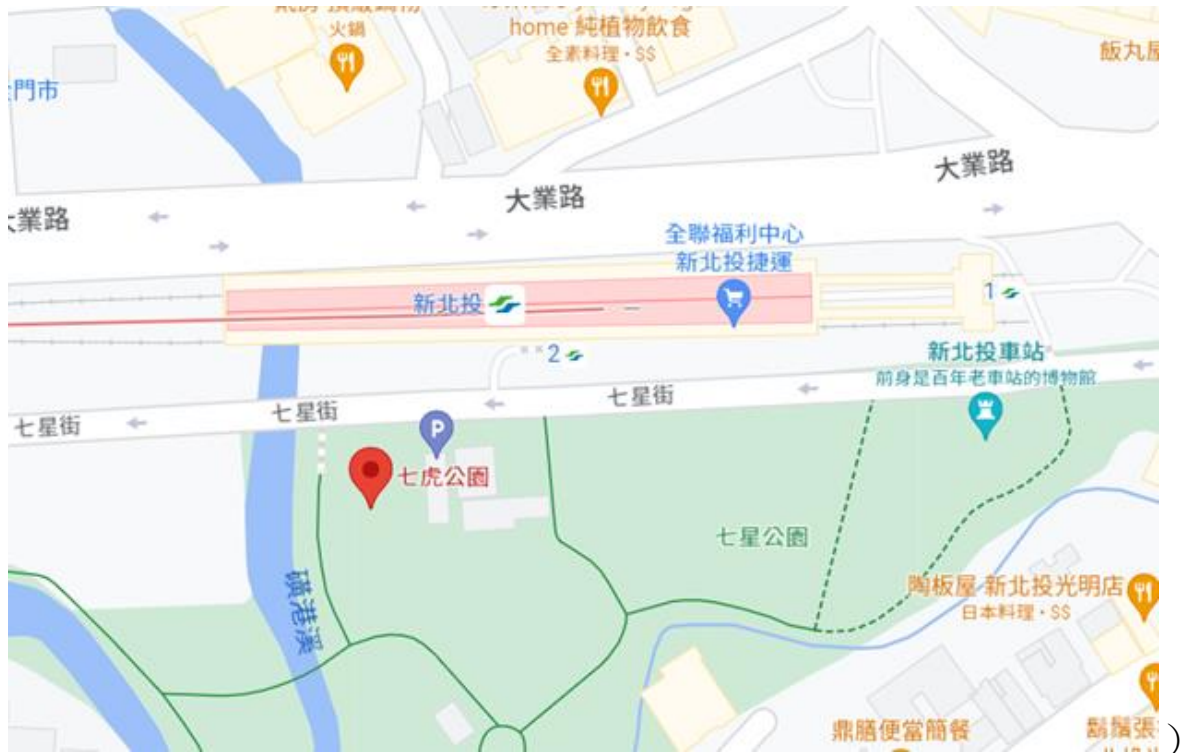 火鍋
home 純植物飲食
全素料理・$$
飯丸屋
門市
大業路
大業路
大業路
全聯福利中心
新北投捷運
新北投
1
2
新北投車站
前身是百年老車站的博物館
七星街
七星街
七星街
P
七虎公園
七星公園
磺港溪
陶板屋 新北投光明店
日本料理・$$
鼎膳便當簡餐
鬍鬚張
)